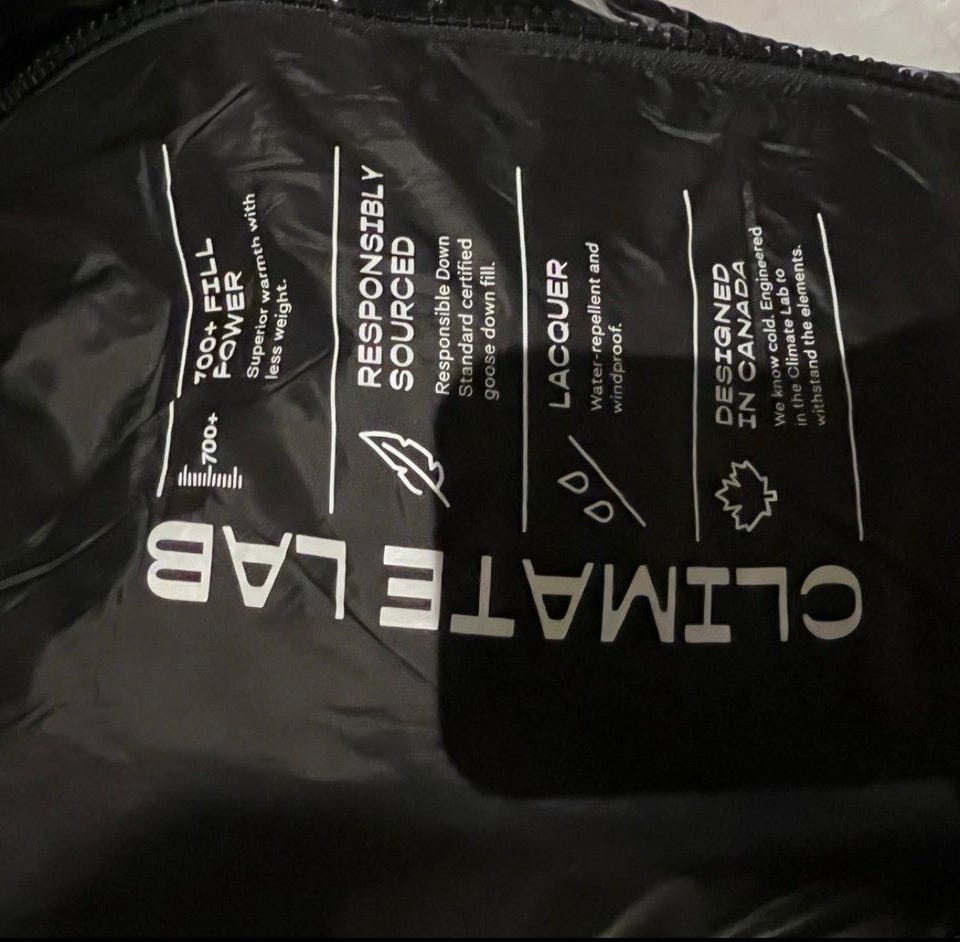 CLIMATE LAB
700+
700+ FILL
POWER
Superior warmth with
less weight.
RESPONSIBLY
SOURCED
Responsible Down
Standard certified
goose down fill.
LACQUER
Water-repellent and
windproof.
DESIGNED
IN CANADA
We know cold. Engineered
in the Climate Lab to
withstand the elements.